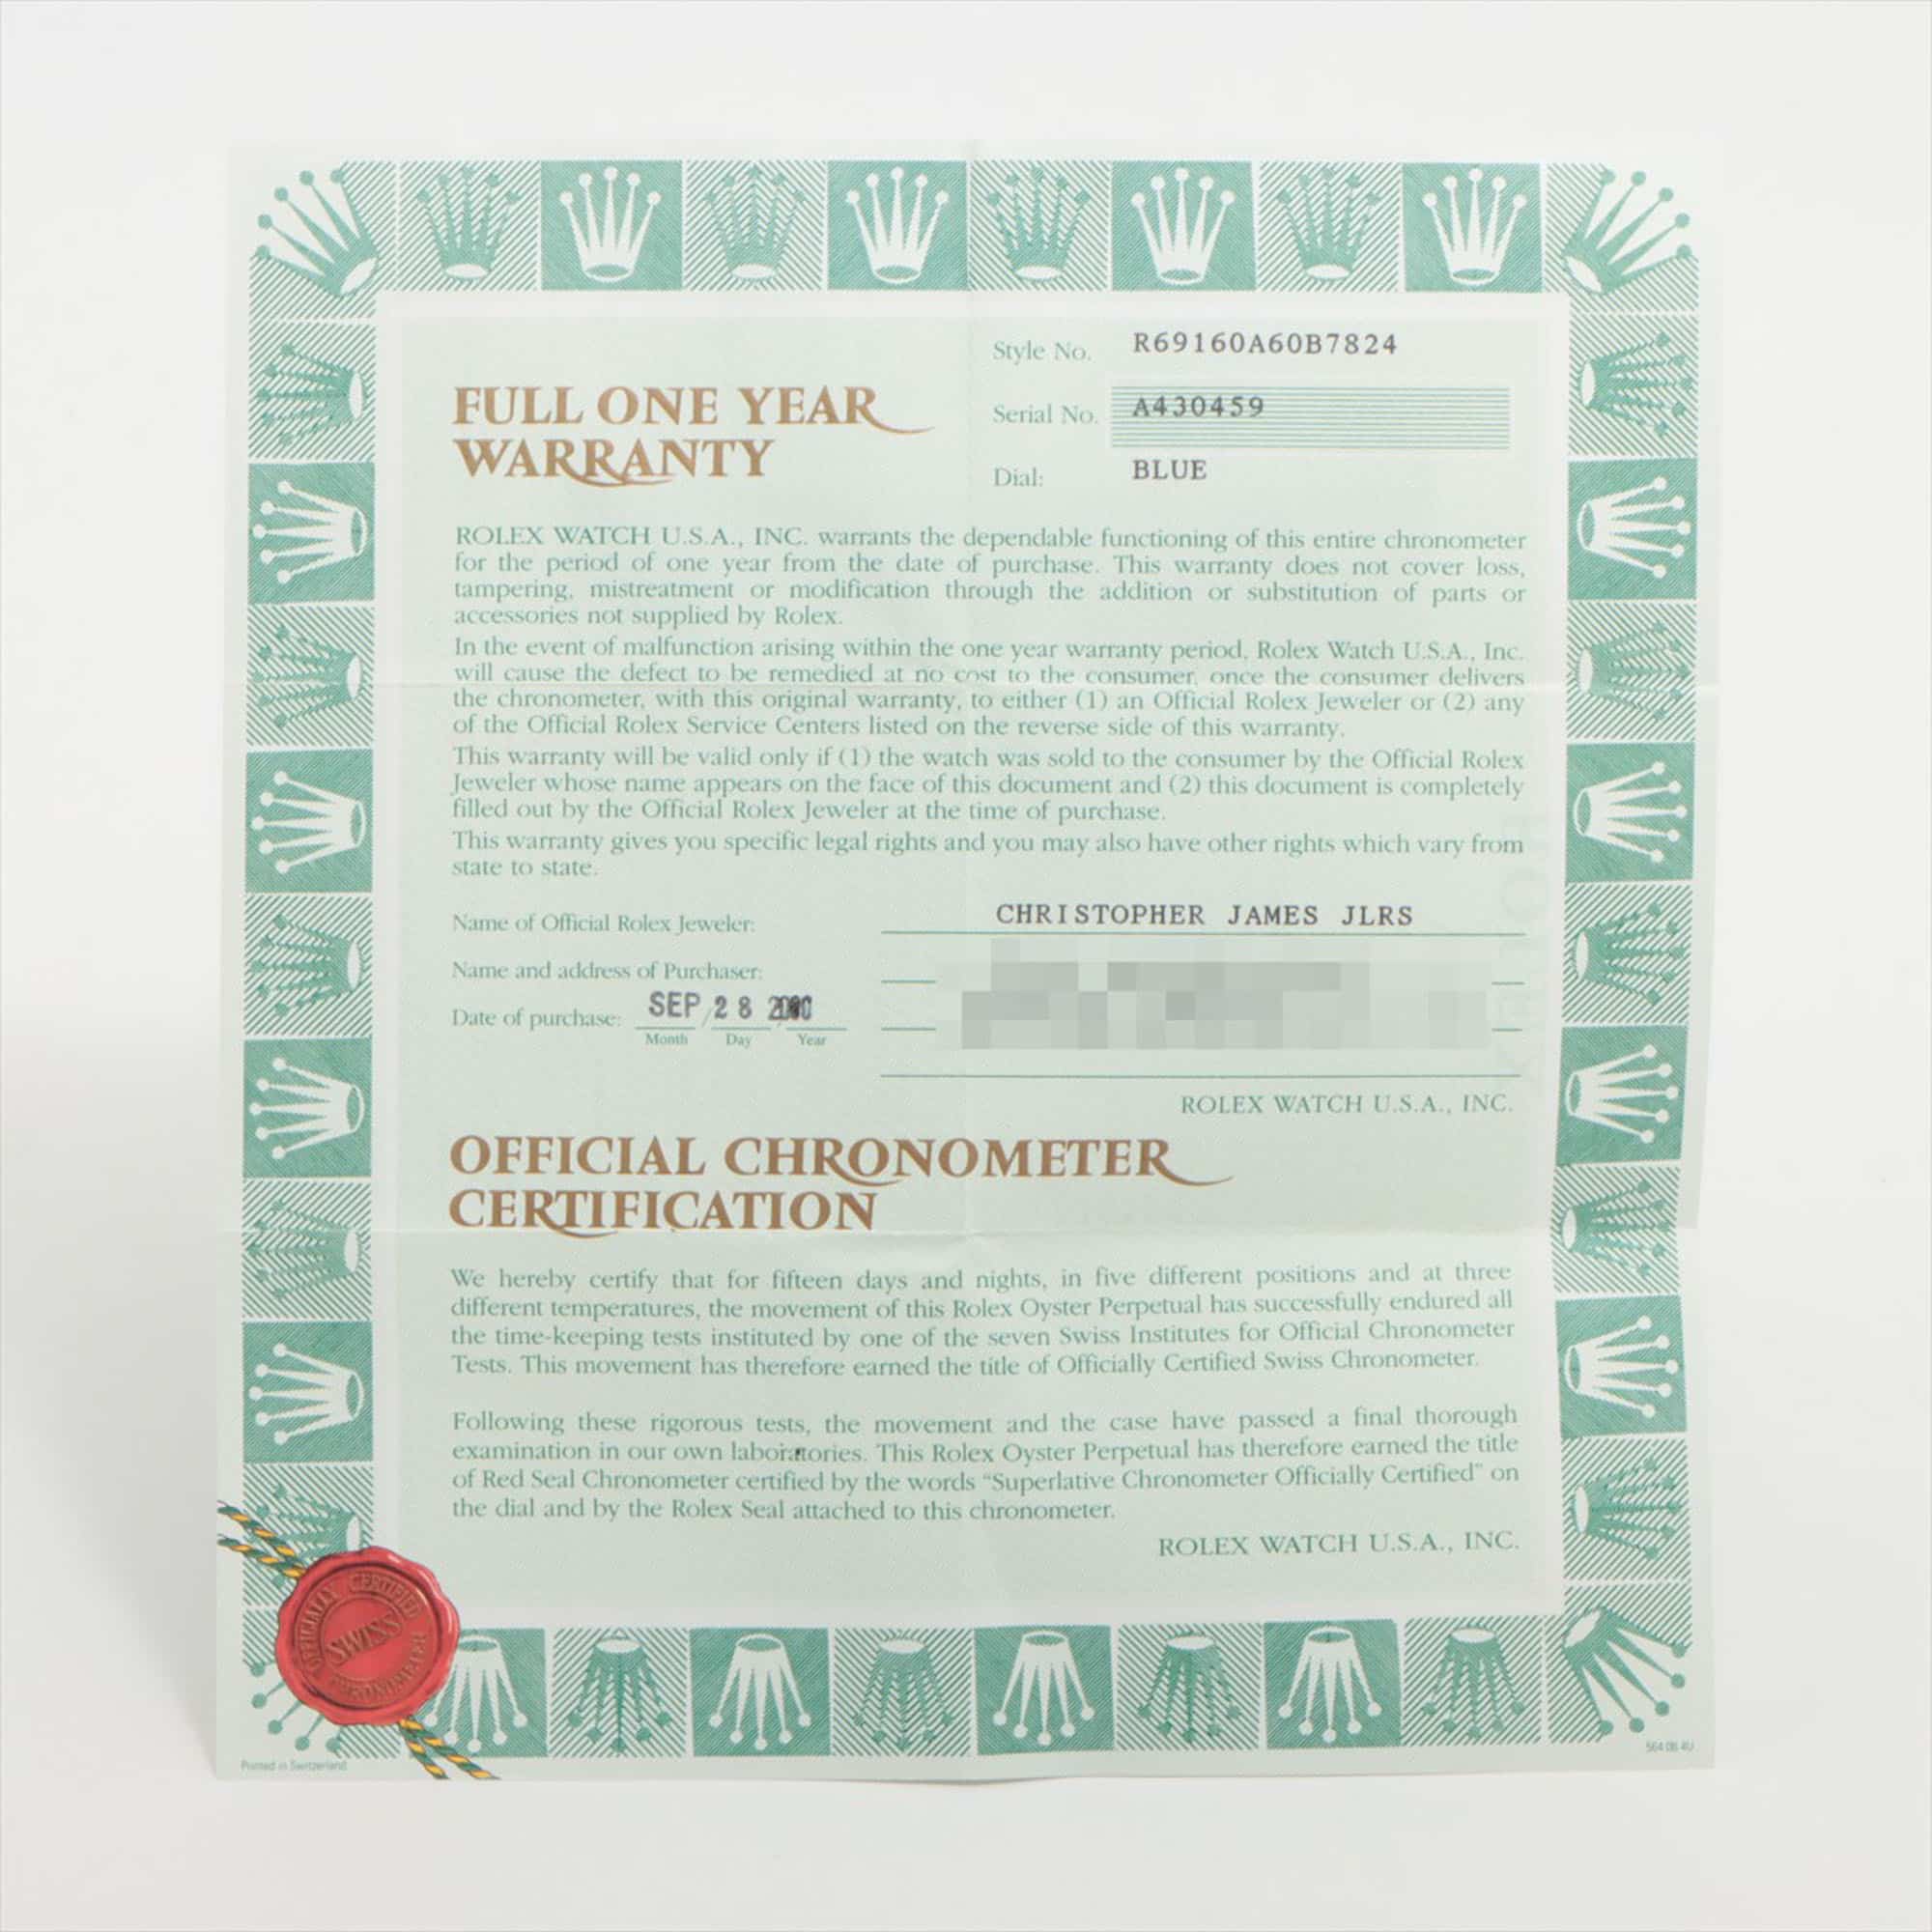 Style No. R69160A60B7824
FULL ONE YEAR
WARRANTY
Serial No. A430459
Dial: BLUE
ROLEX WATCH U.S.A., INC. warrants the dependable functioning of this entire chronometer
for the period of one year from the date of purchase. This warranty does not cover loss,
tampering, mistreatment or modification through the addition or substitution of parts or
accessories not supplied by Rolex.
In the event of malfunction arising within the one year warranty period, Rolex Watch U.S.A., Inc.
will cause the defect to be remedied at no cost to the consumer, once the consumer delivers
the chronometer, with this original warranty, to either (1) an Official Rolex Jeweler or (2) any
of the Official Rolex Service Centers listed on the reverse side of this warranty.
This warranty will be valid only if (1) the watch was sold to the consumer by the Official Rolex
Jeweler whose name appears on the face of this document and (2) this document is completely
filled out by the Official Rolex Jeweler at the time of purchase.
This warranty gives you specific legal rights and you may also have other rights which vary from
state to state.
Name of Official Rolex Jeweler: CHRISTOPHER JAMES JLRS
Name and address of Purchaser:
Date of purchase: SEP 28
Month Day Year
ROLEX WATCH U.S.A., INC.
OFFICIAL CHRONOMETER
CERTIFICATION
We hereby certify that for fifteen days and nights, in five different positions and at three
different temperatures, the movement of this Rolex Oyster Perpetual has successfully endured all
the time-keeping tests instituted by one of the seven Swiss Institutes for Official Chronometer
Tests. This movement has therefore earned the title of Officially Certified Swiss Chronometer.
Following these rigorous tests, the movement and the case have passed a final thorough
examination in our own laboratories. This Rolex Oyster Perpetual has therefore earned the title
of Red Seal Chronometer certified by the words “Superlative Chronometer Officially Certified” on
the dial and by the Rolex Seal attached to this chronometer.
ROLEX WATCH U.S.A., INC.
OFFICIALLY CERTIFIED
SWISS
CHRONOMETER
Printed in Switzerland